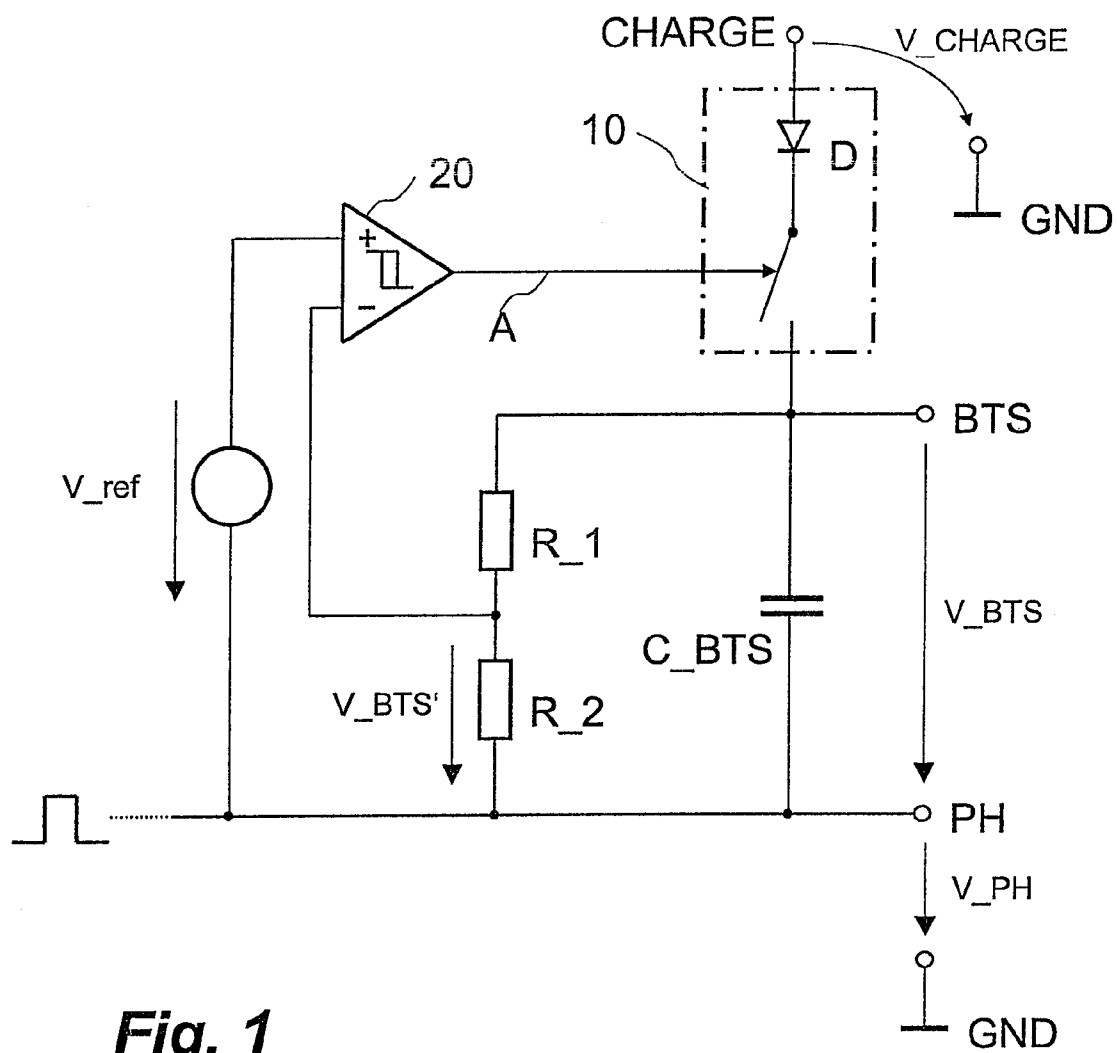 CHARGE
V_CHARGE
10
D
20
GND
+
-
A
BTS
V_ref
R_1
V_BTS
C_BTS
V_BTS'
R_2
PH
V_PH
Fig. 1
GND